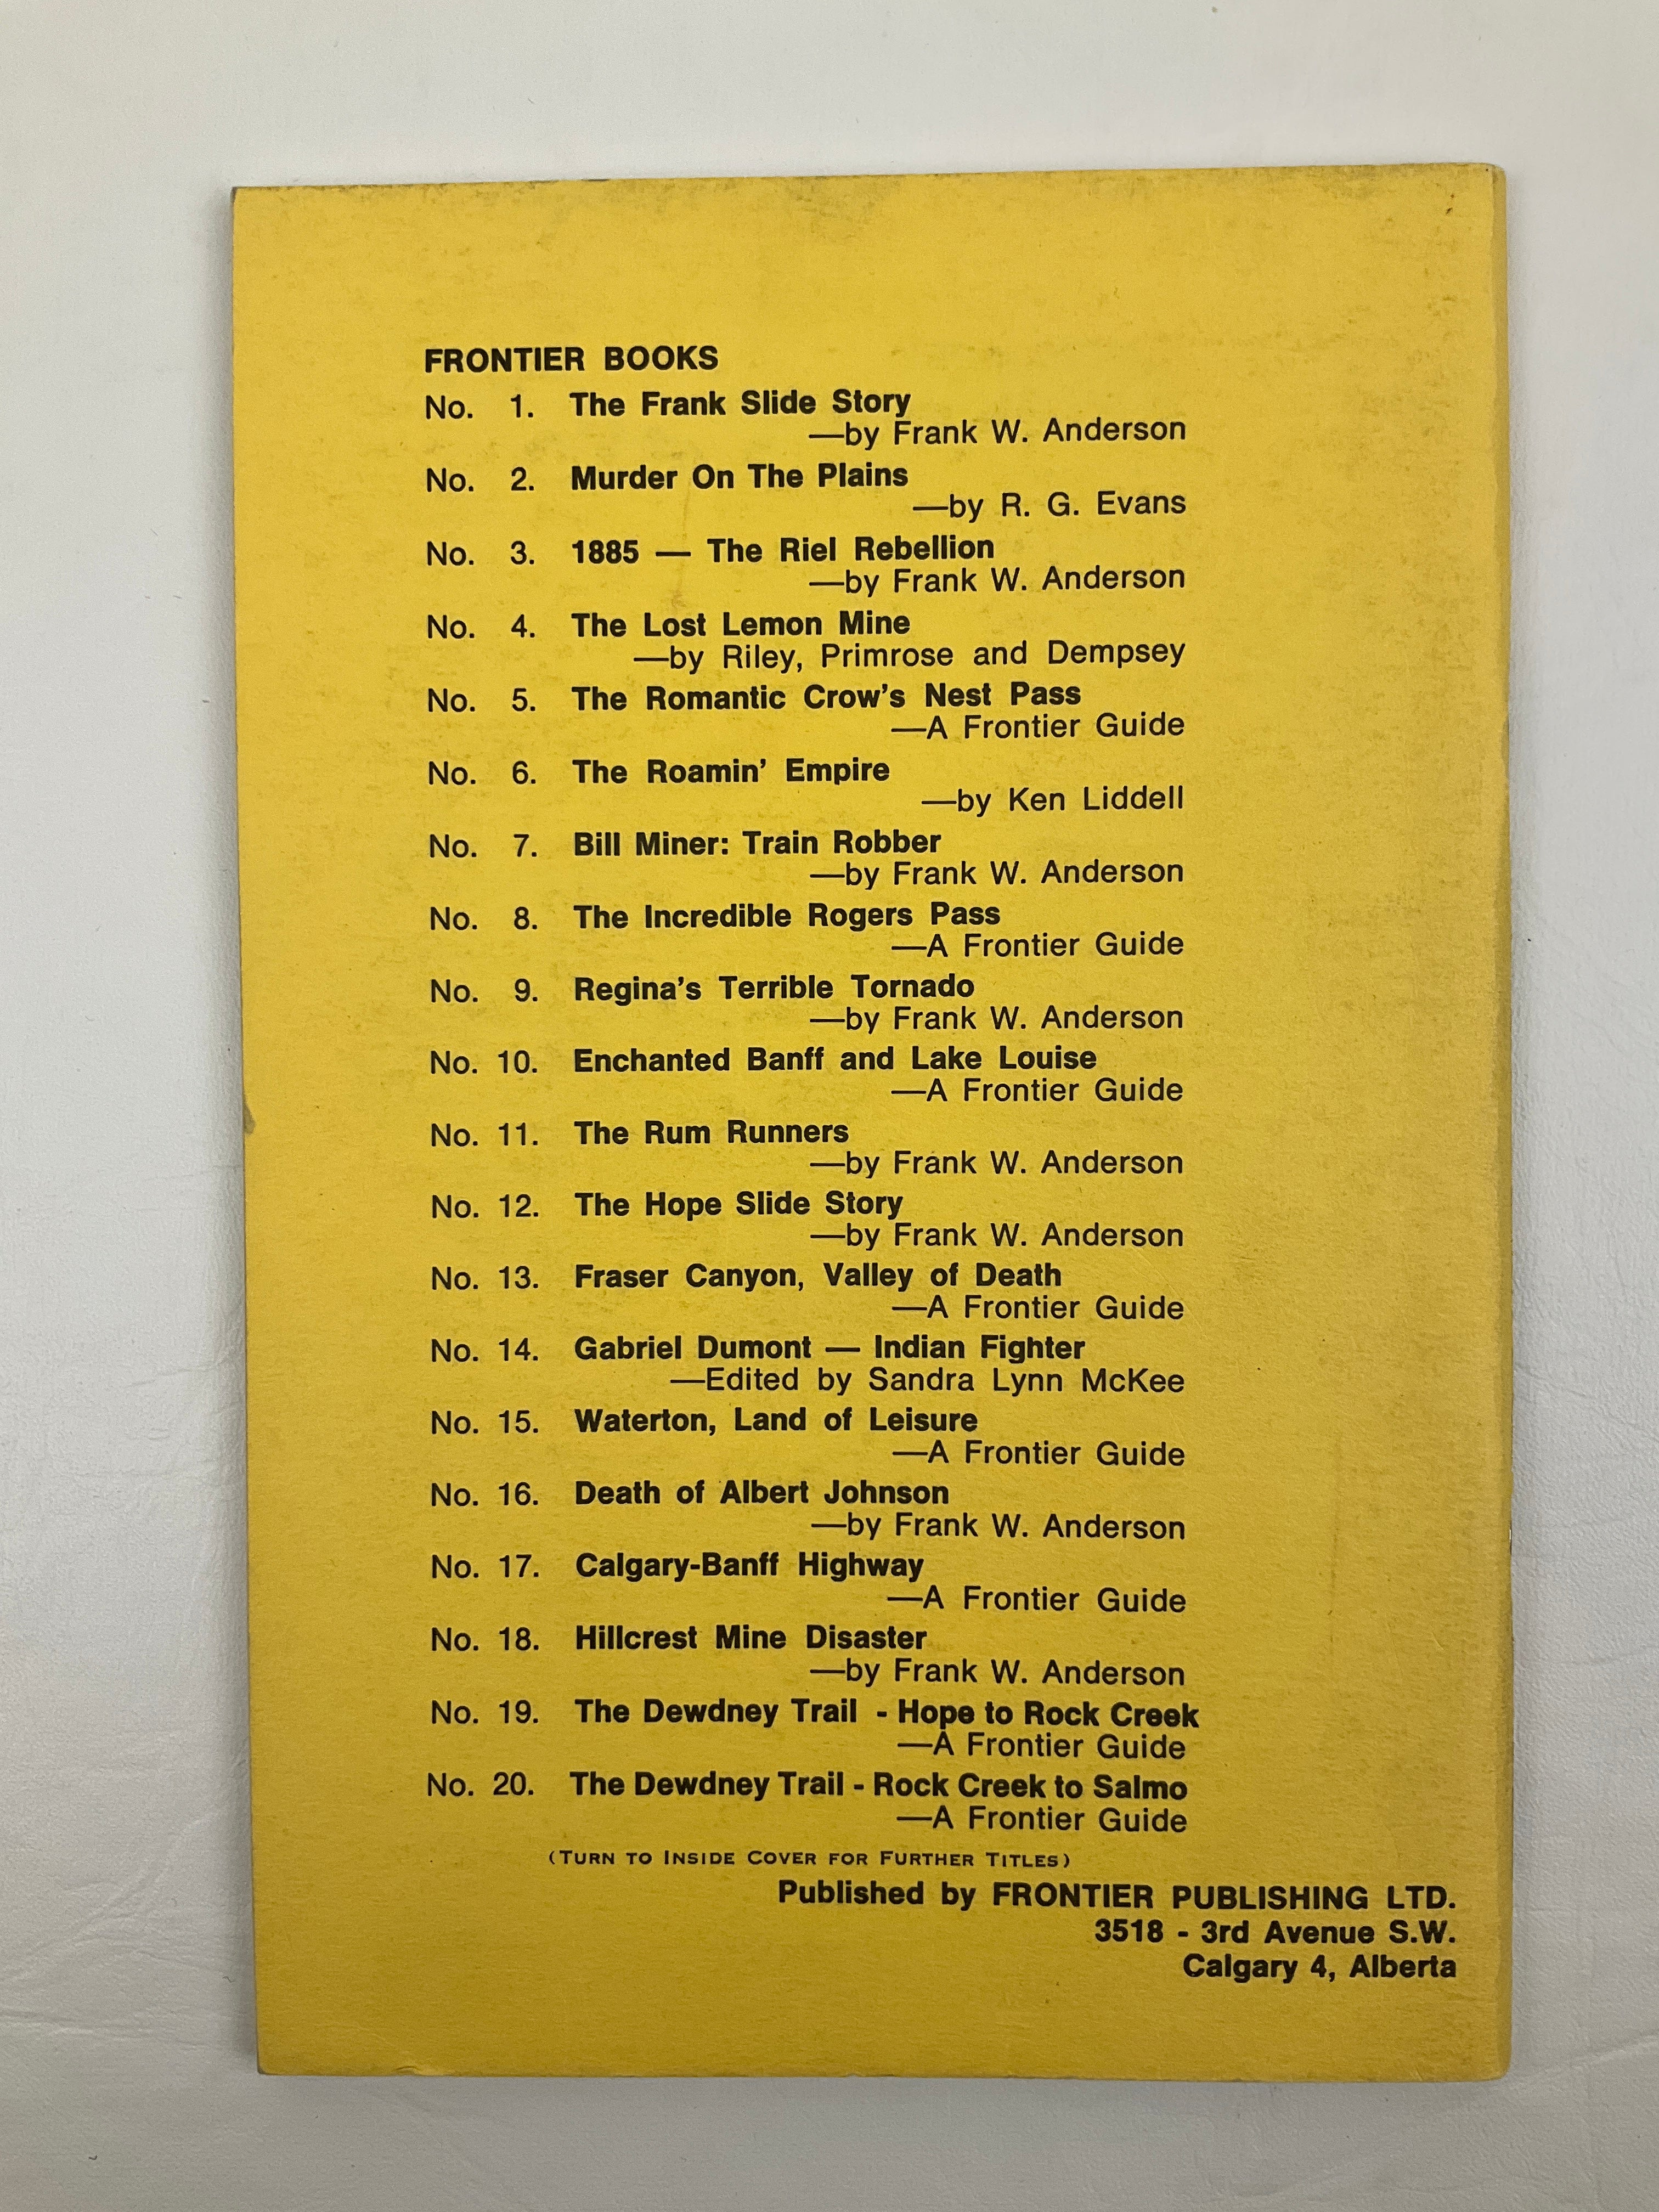 FRONTIER BOOKS
No. 1. The Frank Slide Story
—by Frank W. Anderson
No. 2. Murder On The Plains
—by R. G. Evans
No. 3. 1885 — The Riel Rebellion
—by Frank W. Anderson
No. 4. The Lost Lemon Mine
—by Riley, Primrose and Dempsey
No. 5. The Romantic Crow's Nest Pass
—A Frontier Guide
No. 6. The Roamin' Empire
—by Ken Liddell
No. 7. Bill Miner: Train Robber
—by Frank W. Anderson
No. 8. The Incredible Rogers Pass
—A Frontier Guide
No. 9. Regina's Terrible Tornado
—by Frank W. Anderson
No. 10. Enchanted Banff and Lake Louise
—A Frontier Guide
No. 11. The Rum Runners
—by Frank W. Anderson
No. 12. The Hope Slide Story
—by Frank W. Anderson
No. 13. Fraser Canyon, Valley of Death
—A Frontier Guide
No. 14. Gabriel Dumont — Indian Fighter
—Edited by Sandra Lynn McKee
No. 15. Waterton, Land of Leisure
—A Frontier Guide
No. 16. Death of Albert Johnson
—by Frank W. Anderson
No. 17. Calgary-Banff Highway
—A Frontier Guide
No. 18. Hillcrest Mine Disaster
—by Frank W. Anderson
No. 19. The Dewdney Trail - Hope to Rock Creek
—A Frontier Guide
No. 20. The Dewdney Trail - Rock Creek to Salmo
—A Frontier Guide
(TURN TO INSIDE COVER FOR FURTHER TITLES)
Published by FRONTIER PUBLISHING LTD.
3518 - 3rd Avenue S.W.
Calgary 4, Alberta